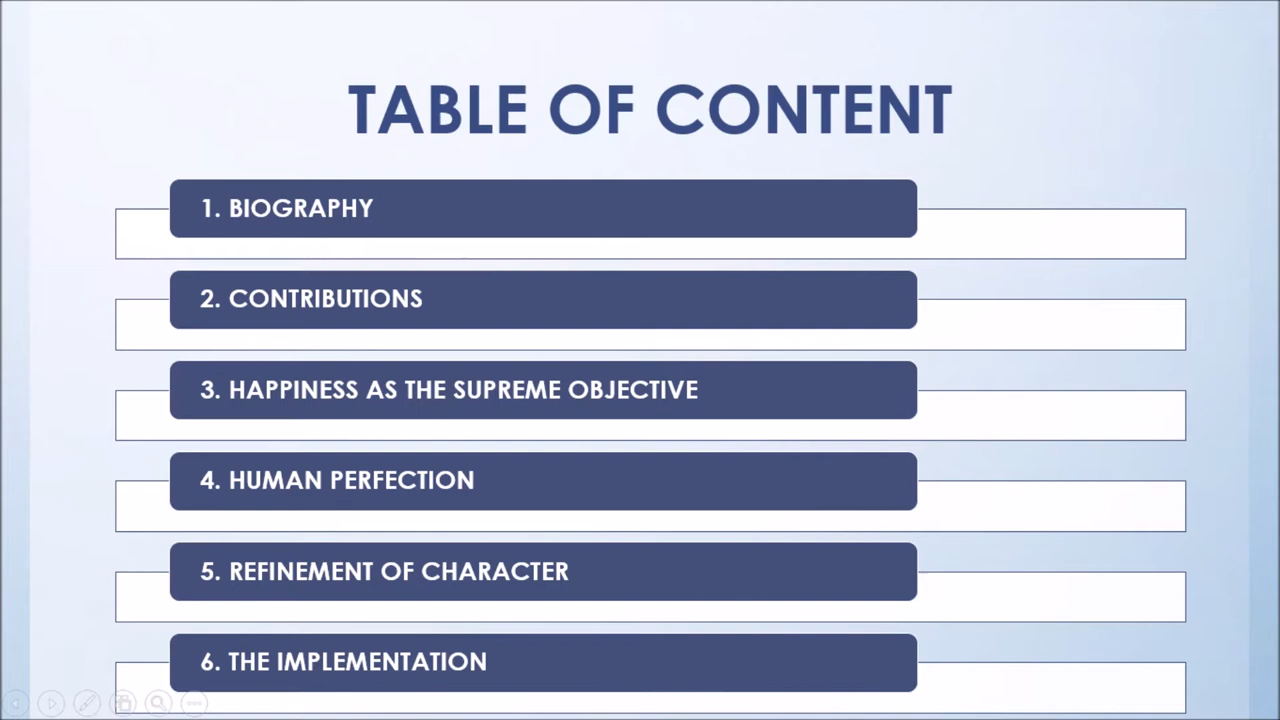 TABLE OF CONTENT
1. BIOGRAPHY
2. CONTRIBUTIONS
3. HAPPINESS AS THE SUPREME OBJECTIVE
4. HUMAN PERFECTION
5. REFINEMENT OF CHARACTER
6. THE IMPLEMENTATION